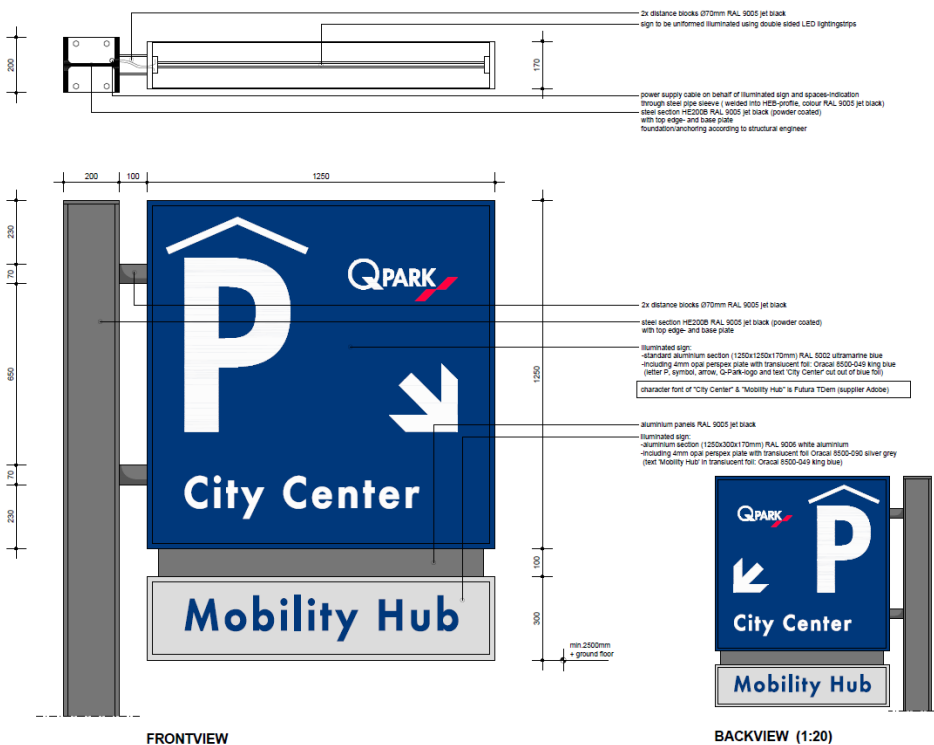 2x distance blocks Ø70mm RAL 9005 jet black
sign to be uniformed illuminated using double sided LED lightingstrips
200
170
power supply cable on behalf of illuminated sign and spaces-indication
through steel pipe sleeve ( welded into HEB-profile, colour RAL 9005 jet black)
steel section HE200B RAL 9005 jet black (powder coated)
with top edge- and base plate
foundation/anchoring according to structural engineer
200
100
1250
230
70
650
70
230
1250
100
300
P
QPARK
City Center
Mobility Hub
2x distance blocks Ø70mm RAL 9005 jet black
steel section HE200B RAL 9005 jet black (powder coated)
with top edge- and base plate
illuminated sign:
-standard aluminium section (1250x1250x170mm) RAL 5002 ultramarine blue
-including 4mm opal perspex plate with translucent foil: Oracal 8500-049 king blue
(letter P, symbol, arrow, Q-Park-logo and text 'City Center' cut out of blue foil)
character font of "City Center" & "Mobility Hub" is Futura TDem (supplier Adobe)
aluminium panels RAL 9005 jet black
illuminated sign:
-aluminium section (1250x300x170mm) RAL 9006 white aluminium
-including 4mm opal perspex plate with translucent foil Oracal 8500-090 silver grey
(text 'Mobility Hub' in translucent foil: Oracal 8500-049 king blue)
min.2500mm
+ ground floor
QPARK
P
City Center
Mobility Hub
FRONTVIEW
BACKVIEW (1:20)